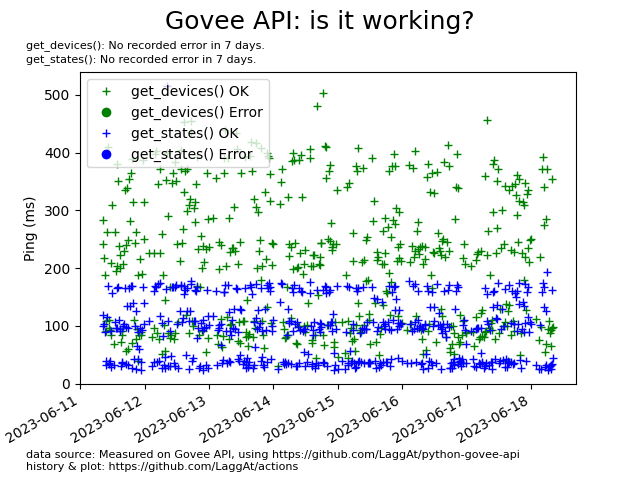 Govee API: is it working?
get_devices(): No recorded error in 7 days.
get_states(): No recorded error in 7 days.
get_devices() OK
get_devices() Error
get_states() OK
get_states() Error
Ping (ms)
500
400
300
200
100
0
2023-06-11
2023-06-12
2023-06-13
2023-06-14
2023-06-15
2023-06-16
2023-06-17
2023-06-18
data source: Measured on Govee API, using https://github.com/LaggAt/python-govee-api
history & plot: https://github.com/LaggAt/actions